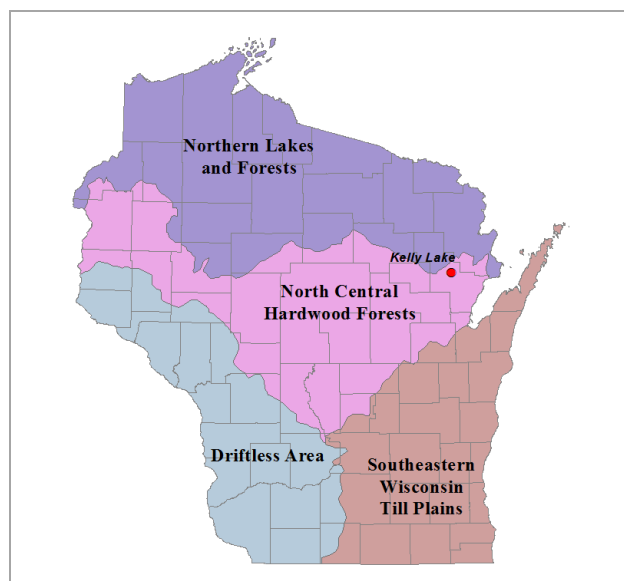 Northern Lakes
and Forests
Kelly Lake
North Central
Hardwood Forests
Driftless Area
Southeastern
Wisconsin
Till Plains